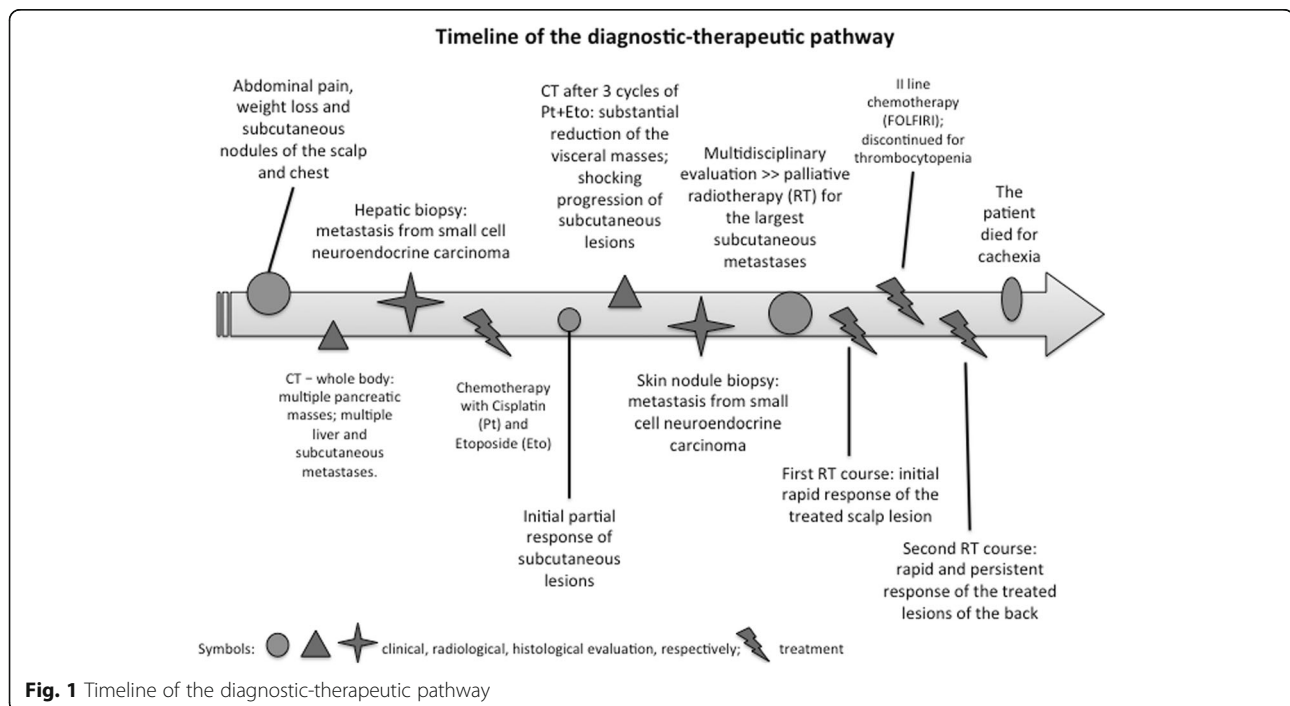 Timeline of the diagnostic-therapeutic pathway
Abdominal pain,
weight loss and
subcutaneous
nodules of the scalp
and chest
Hepatic biopsy:
metastasis from small cell
neuroendocrine carcinoma
CT after 3 cycles of
Pt+Eto: substantial
reduction of the
visceral masses;
shocking
progression of
subcutaneous
lesions
Multidisciplinary
evaluation >> palliative
radiotherapy (RT) for
the largest
subcutaneous
metastases
II line
chemotherapy
(FOLFIRI);
discontinued for
thrombocytopenia
The
patient
died for
cachexia
CT – whole body:
multiple pancreatic
masses; multiple
liver and
subcutaneous
metastases.
Chemotherapy
with Cisplatin
(Pt) and
Etoposide (Eto)
Initial partial
response of
subcutaneous
lesions
Skin nodule biopsy:
metastasis from small
cell neuroendocrine
carcinoma
First RT course: initial
rapid response of the
treated scalp lesion
Second RT course:
rapid and persistent
response of the treated
lesions of the back
Symbols: clinical, radiological, histological evaluation, respectively; treatment
Fig. 1 Timeline of the diagnostic-therapeutic pathway